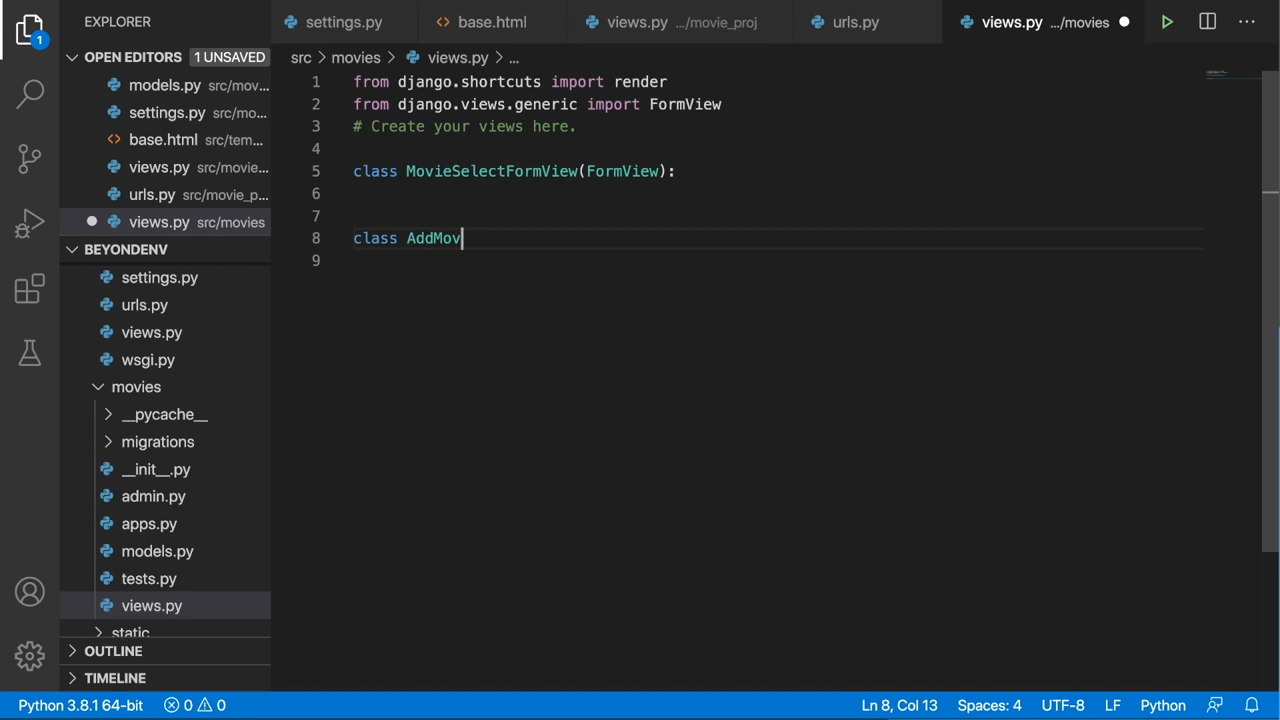 EXPLORER
settings.py
base.html
views.py .../movie_proj
urls.py
views.py .../movies
1
OPEN EDITORS 1 UNSAVED
models.py src/mov...
settings.py src/mo...
base.html src/tem...
views.py src/movie...
urls.py src/movie_p...
views.py src/movies
BEYONDENV
settings.py
urls.py
views.py
wsgi.py
movies
__pycache__
migrations
__init__.py
admin.py
apps.py
models.py
tests.py
views.py
static
OUTLINE
TIMELINE
src > movies > views.py > ...
1 from django.shortcuts import render
2 from django.views.generic import FormView
3 # Create your views here.
4
5 class MovieSelectFormView(FormView):
6
7
8 class AddMov
9
Python 3.8.1 64-bit 0 0 Ln 8, Col 13 Spaces: 4 UTF-8 LF Python